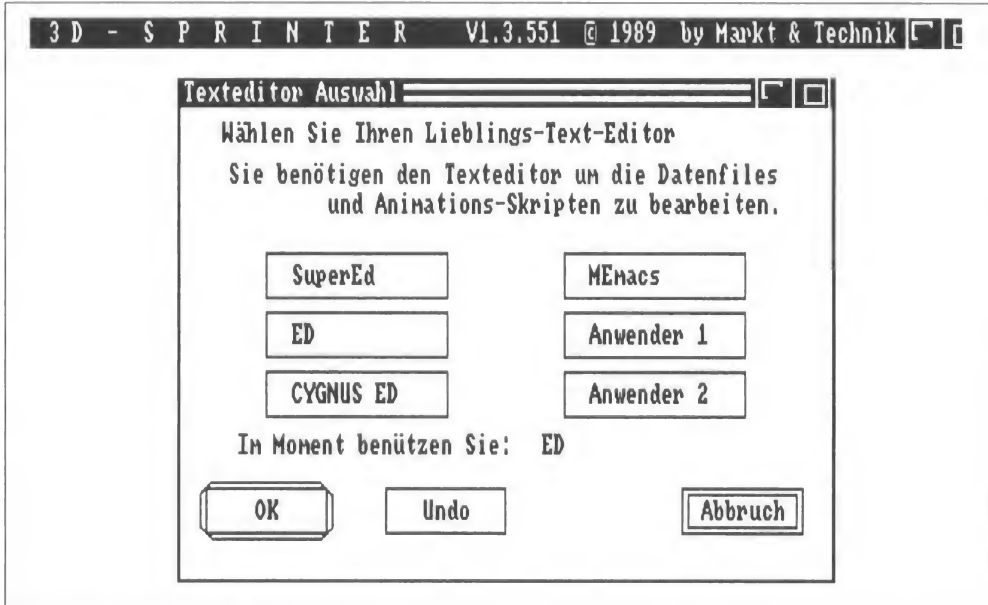 3D - SPRINTER V1.3.551 © 1989 by Markt & Technik
Texteditor Auswahl
Wählen Sie Ihren Lieblings-Text-Editor
Sie benötigen den Texteditor um die Datenfiles
und Animations-Skripten zu bearbeiten.
SuperEd MEmacs
ED Anwender 1
CYGNUS ED Anwender 2
Im Moment benützen Sie: ED
OK Undo Abbruch